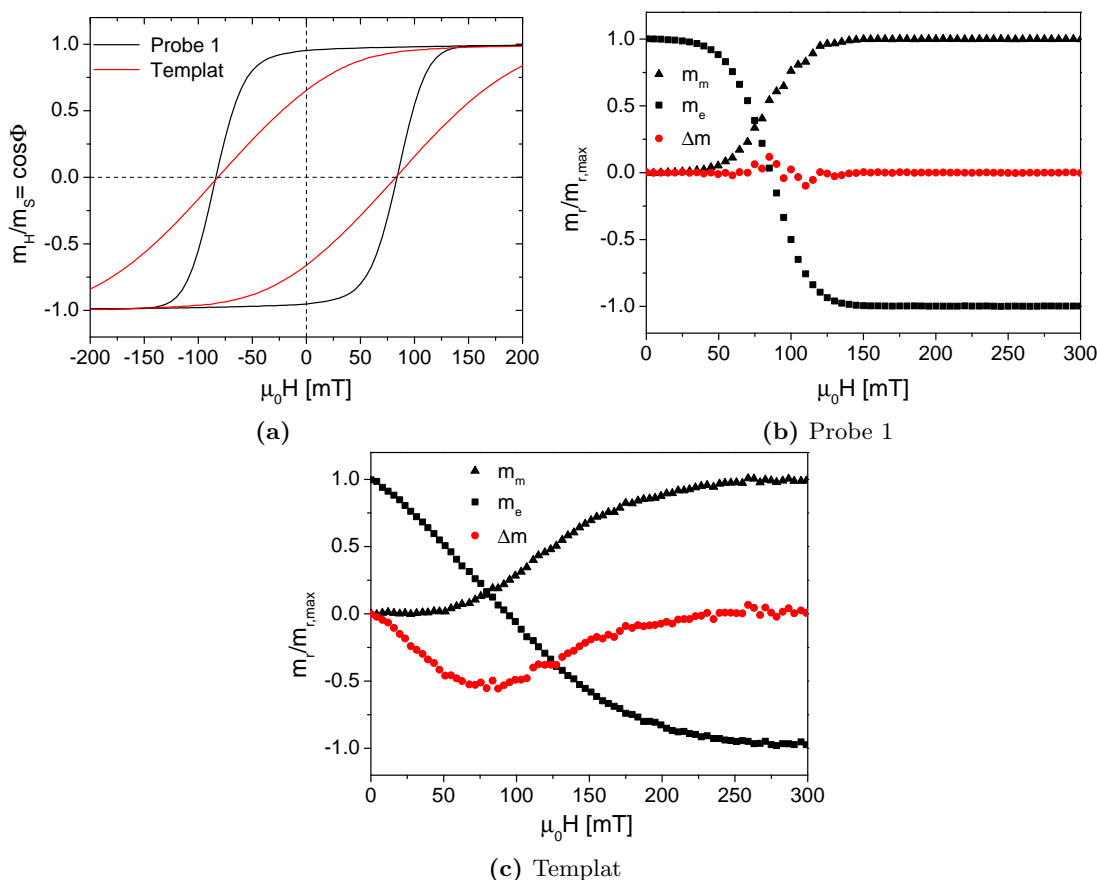 Probe 1
Templat
m_H/m_S= cosΦ
1.0
0.5
0.0
-0.5
-1.0
-200 -150 -100 -50 0 50 100 150 200
μ₀H [mT]
(a)
m_m
m_e
Δm
m_r/m_r,max
1.0
0.5
0.0
-0.5
-1.0
0 50 100 150 200 250 300
μ₀H [mT]
(b) Probe 1
m_m
m_e
Δm
m_r/m_r,max
1.0
0.5
0.0
-0.5
-1.0
0 50 100 150 200 250 300
μ₀H [mT]
(c) Templat